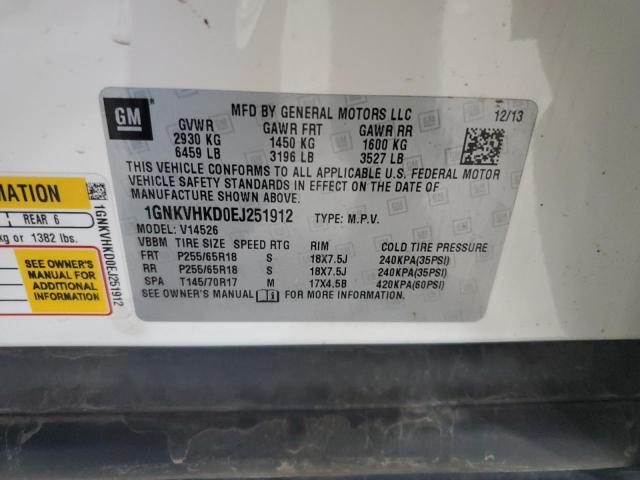 GM
MFD BY GENERAL MOTORS LLC
12/13
GVWR GAWR FRT GAWR RR
2930 KG 1450 KG 1600 KG
6459 LB 3196 LB 3527 LB
THIS VEHICLE CONFORMS TO ALL APPLICABLE U.S. FEDERAL MOTOR
VEHICLE SAFETY STANDARDS IN EFFECT ON THE DATE OF
MANUFACTURE SHOWN ABOVE.
1GNKVHKD0EJ251912 TYPE: M.P.V.
MODEL: V14526
VBBM TIRE SIZE SPEED RTG RIM COLD TIRE PRESSURE
FRT P255/65R18 S 18X7.5J 240KPA(35PSI)
RR P255/65R18 S 18X7.5J 240KPA(35PSI)
SPA T145/70R17 M 17X4.5B 420KPA(60PSI)
SEE OWNER'S MANUAL FOR MORE INFORMATION.
MATION
REAR 6
kg or 1382 lbs.
SEE OWNER'S
MANUAL FOR
ADDITIONAL
INFORMATION
1GNKVHKD0EJ251912